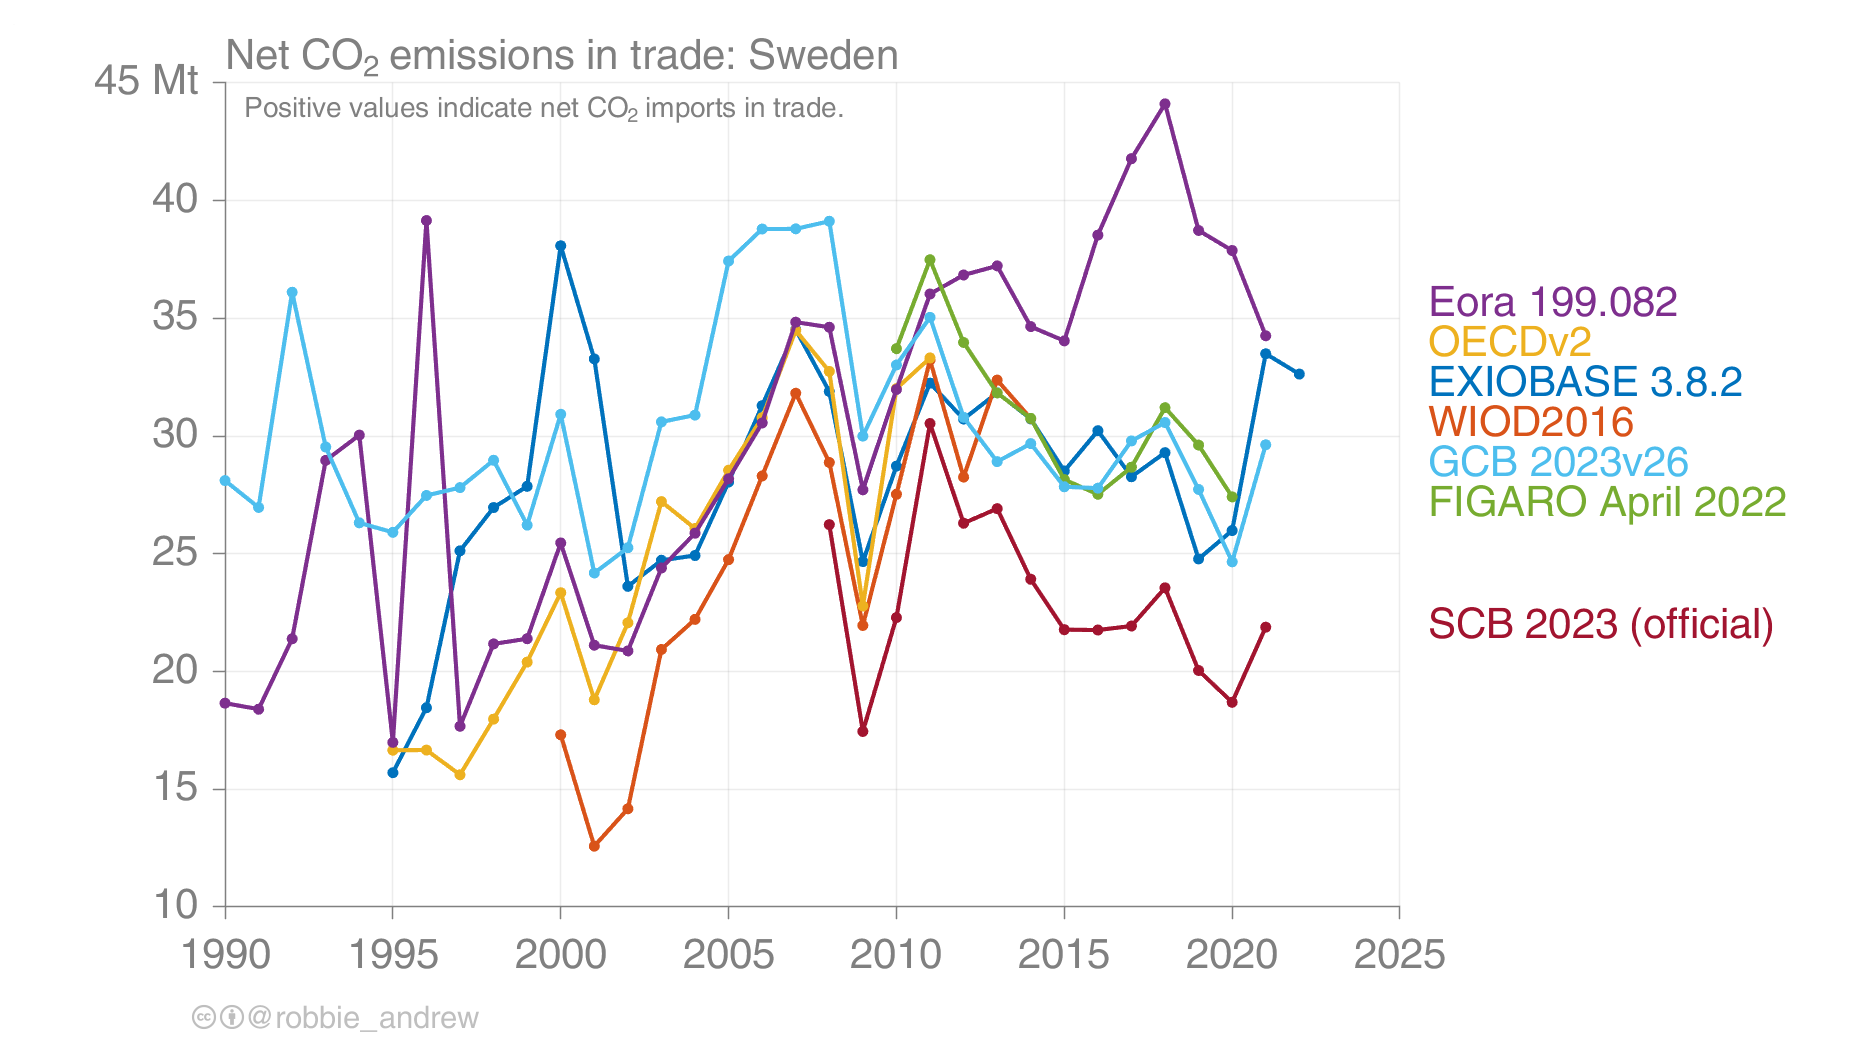 Net CO₂ emissions in trade: Sweden
45 Mt
Positive values indicate net CO₂ imports in trade.
40
35
30
25
20
15
10
1990 1995 2000 2005 2010 2015 2020 2025
Eora 199.082
OECDv2
EXIOBASE 3.8.2
WIOD2016
GCB 2023v26
FIGARO April 2022
SCB 2023 (official)
cc @robbie_andrew